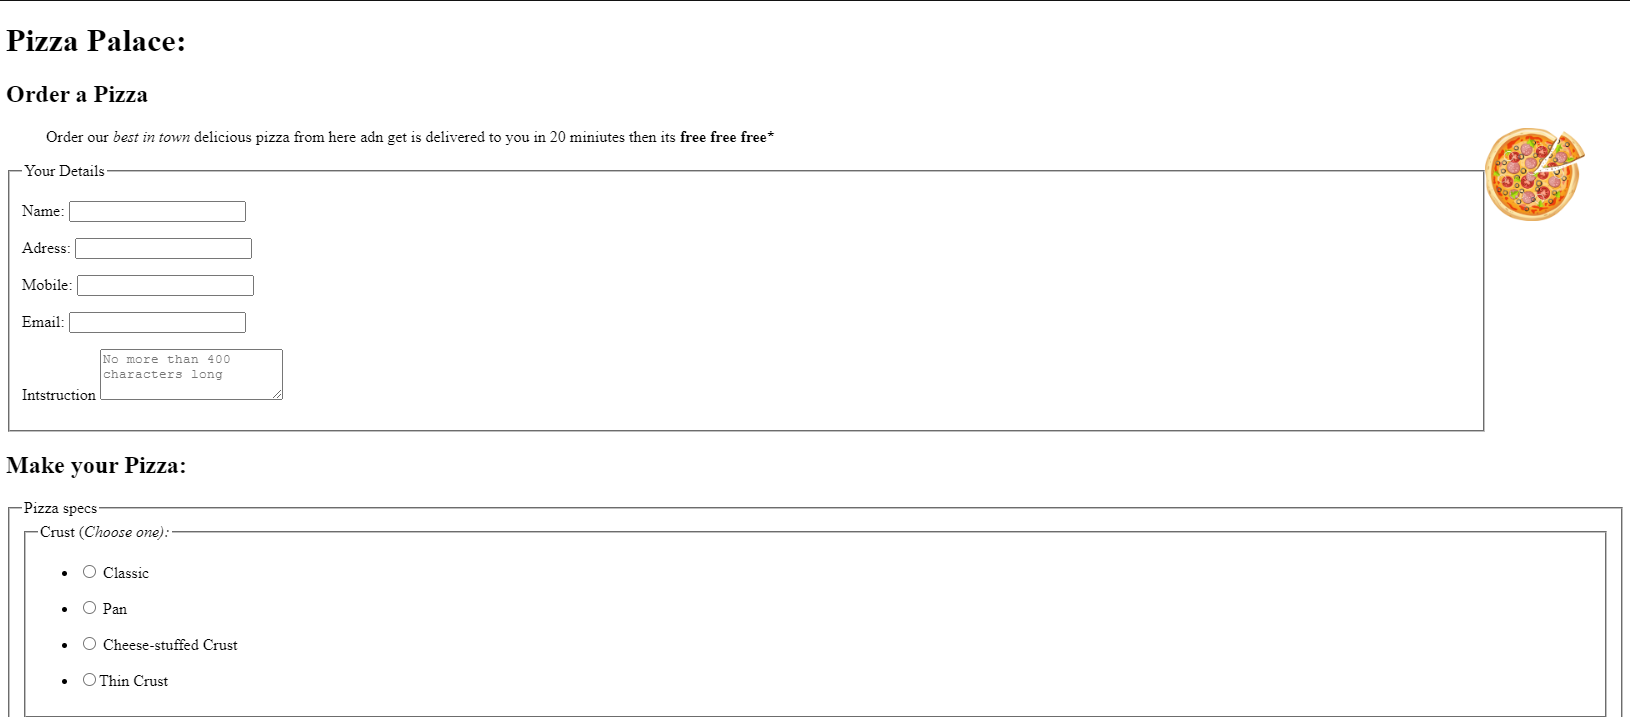 Pizza Palace:
Order a Pizza
Order our best in town delicious pizza from here adn get is delivered to you in 20 miniutes then its free free free*
Your Details
Name:
Adress:
Mobile:
Email:
No more than 400
characters long
Intstruction
Make your Pizza:
Pizza specs
Crust (Choose one):
Classic
Pan
Cheese-stuffed Crust
Thin Crust